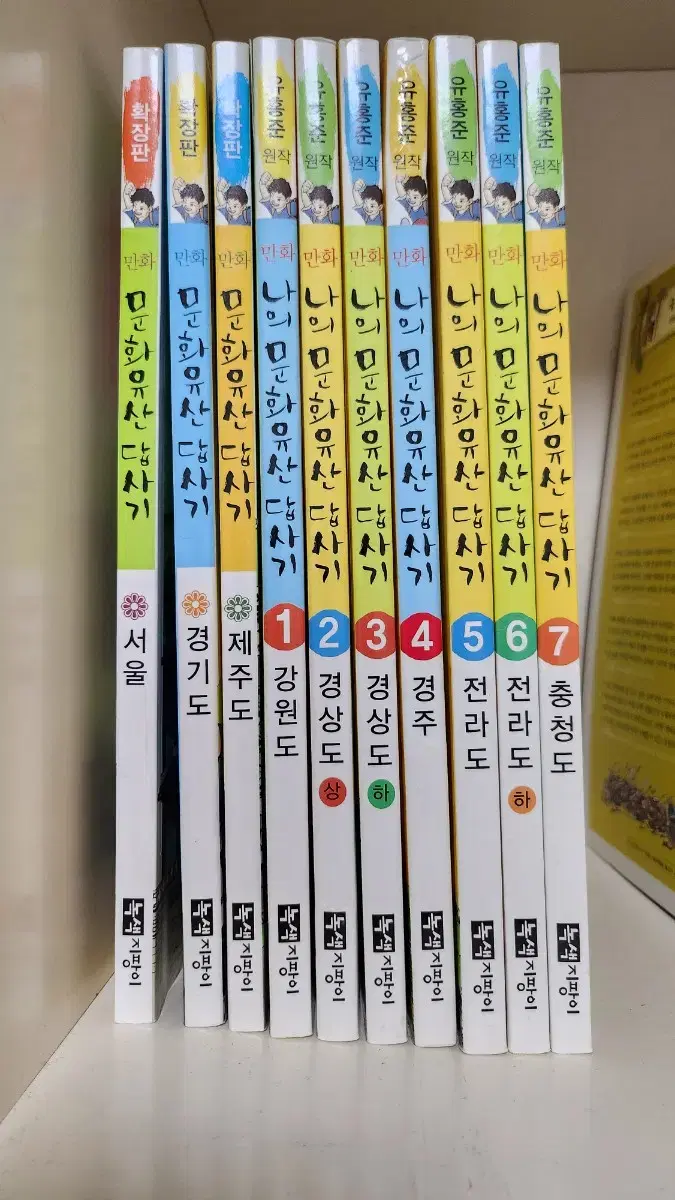 확장판
만화
문화유산 답사기
서울
녹색지팡이
확장판
만화
문화유산 답사기
경기도
녹색지팡이
확장판
만화
문화유산 답사기
제주도
녹색지팡이
유홍준 원작
만화
나의 문화유산 답사기
1
강원도
녹색지팡이
유홍준 원작
만화
나의 문화유산 답사기
2
경상도
상
녹색지팡이
유홍준 원작
만화
나의 문화유산 답사기
3
경상도
하
녹색지팡이
유홍준 원작
만화
나의 문화유산 답사기
4
경주
녹색지팡이
유홍준 원작
만화
나의 문화유산 답사기
5
전라도
녹색지팡이
유홍준 원작
만화
나의 문화유산 답사기
6
전라도
하
녹색지팡이
유홍준 원작
만화
나의 문화유산 답사기
7
충청도
녹색지팡이